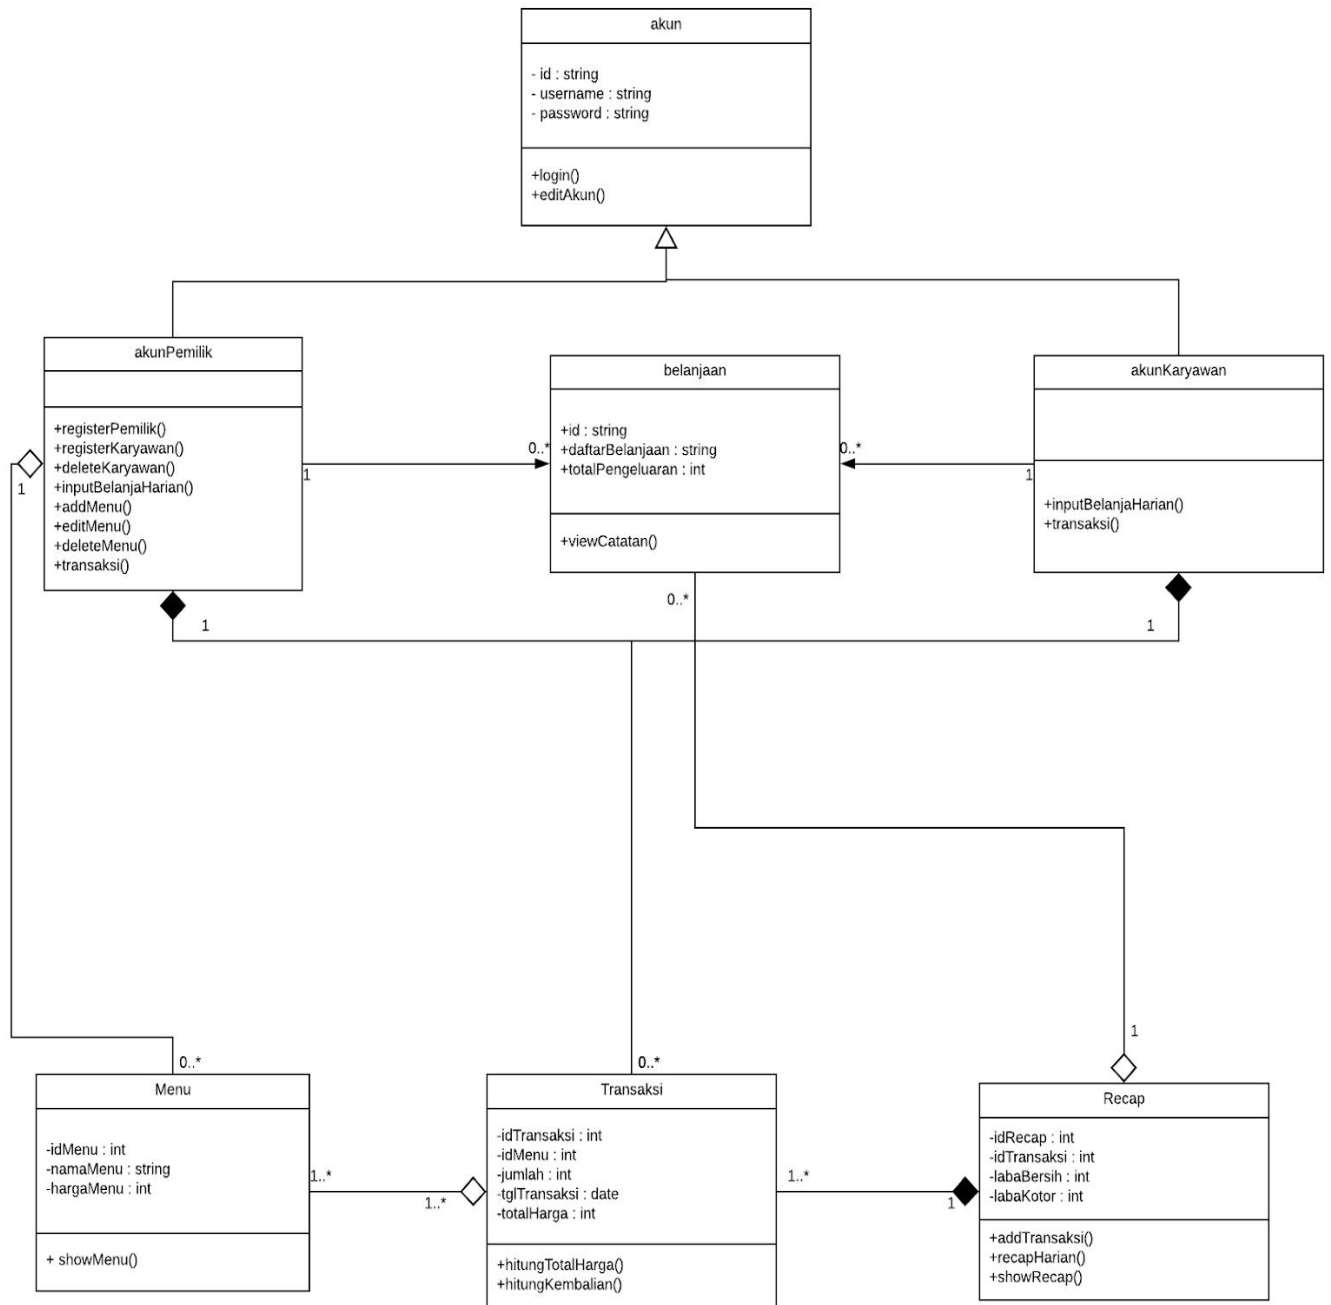 akun
- id : string
- username : string
- password : string
+login()
+editAkun()
akunPemilik
+registerPemilik()
+registerKaryawan()
+deleteKaryawan()
+inputBelanjaHarian()
+addMenu()
+editMenu()
+deleteMenu()
+transaksi()
1
1
0..*
belanjaan
+id : string
+daftarBelanjaan : string
+totalPengeluaran : int
+viewCatatan()
0..*
1
akunKaryawan
+inputBelanjaHarian()
+transaksi()
0..*
1
1
1
0..*
0..*
Menu
-idMenu : int
-namaMenu : string
-hargaMenu : int
+ showMenu()
1..*
1..*
Transaksi
-idTransaksi : int
-idMenu : int
-jumlah : int
-tglTransaksi : date
-totalHarga : int
+hitungTotalHarga()
+hitungKembalian()
1..*
1
Recap
-idRecap : int
-idTransaksi : int
-labaBersih : int
-labaKotor : int
+addTransaksi()
+recapHarian()
+showRecap()